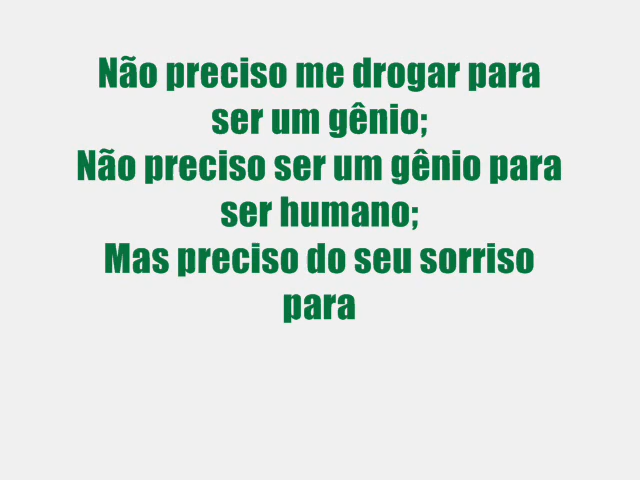 Não preciso me drogar para
ser um gênio;
Não preciso ser um gênio para
ser humano;
Mas preciso do seu sorriso
para